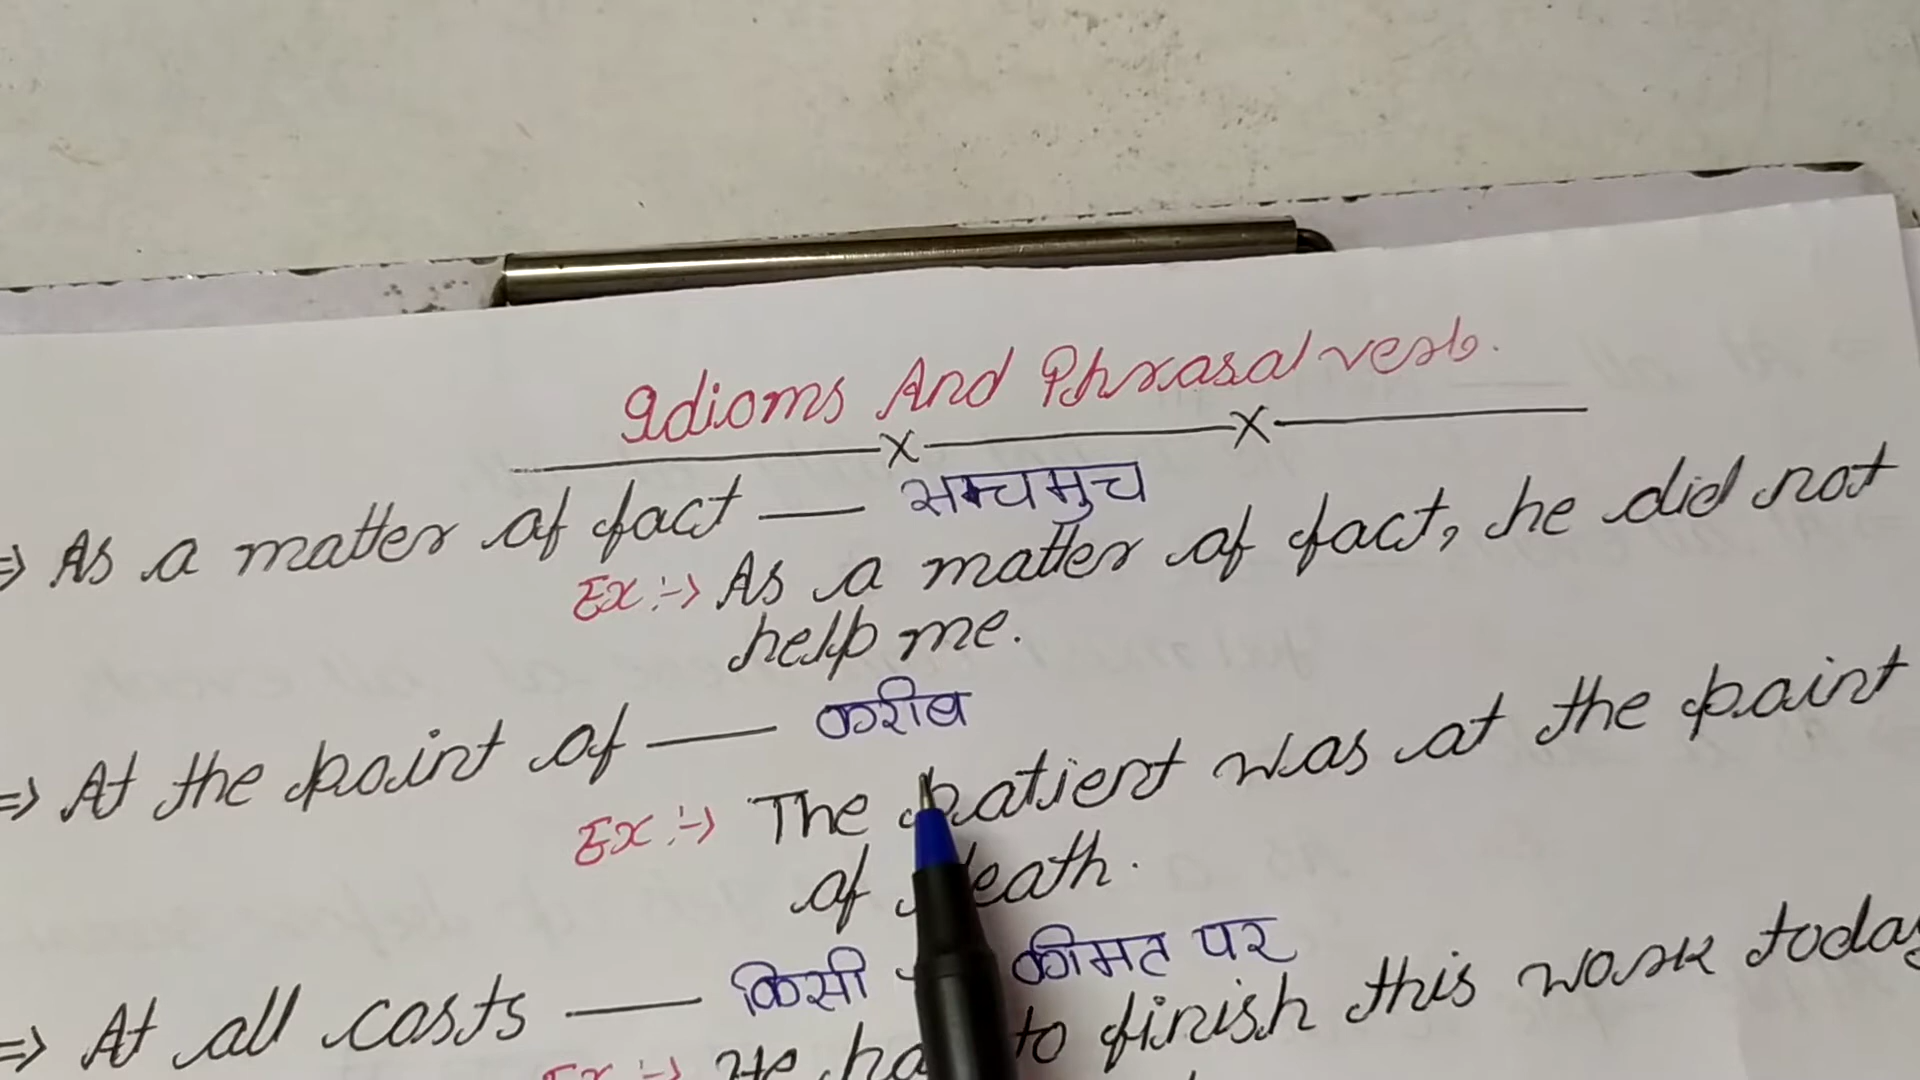 Idioms And Phrasal verb.
⇒ As a matter of fact — सचमुच
Ex :→ As a matter of fact, he did not
help me.
⇒ At the point of — करीब
Ex :→ The patient was at the point
of death.
⇒ At all costs — किसी कीमत पर
Ex :→ He to finish this work today